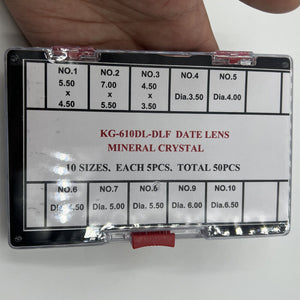 NO.1 NO.2 NO.3 NO.4 NO.5
5.50 7.00 4.50
x x x Dia.3.50 Dia.4.00
4.50 5.50 3.50
KG-610DL-DLF DATE LENS
MINERAL CRYSTAL
10 SIZES, EACH 5PCS, TOTAL 50PCS
NO.6 NO.7 NO.8 NO.9 NO.10
Dia. 4.50 Dia. 5.00 Dia. 5.50 Dia. 6.00 Dia.6.50